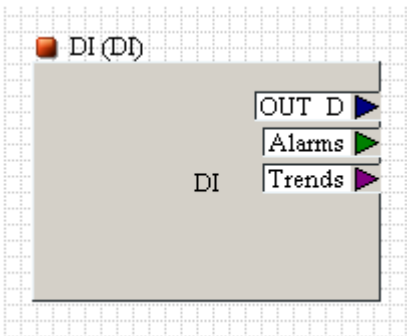 DI (DI)
OUT D
Alarms
DI
Trends